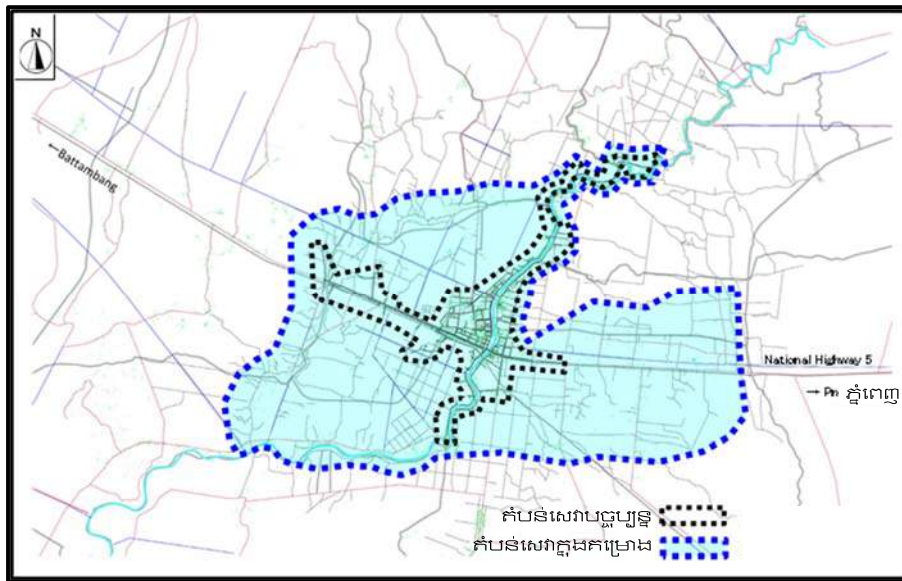 N
←Battambang
National Highway 5
→ Pn ភ្នំពេញ
តំបន់សេវាបច្ចុប្បន្ន
តំបន់សេវាក្នុងគម្រោង